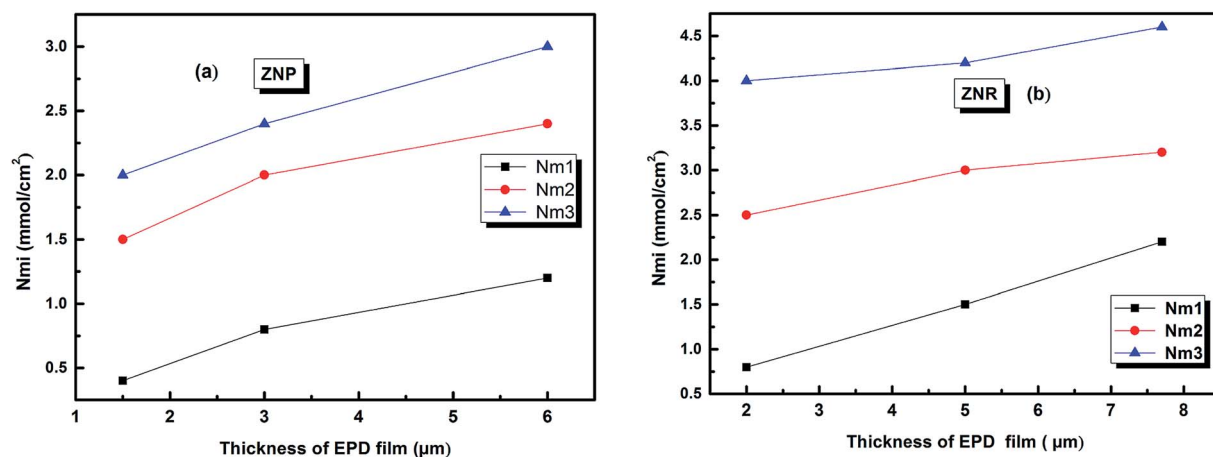 (a) ZNP
3.0
2.5
2.0
1.5
1.0
0.5
Nmi (mmol/cm²)
Nm1
Nm2
Nm3
1 2 3 4 5 6
Thickness of EPD film (μm)
ZNR (b)
4.5
4.0
3.5
3.0
2.5
2.0
1.5
1.0
0.5
Nmi (mmol/cm²)
Nm1
Nm2
Nm3
2 3 4 5 6 7 8
Thickness of EPD film ( μm)